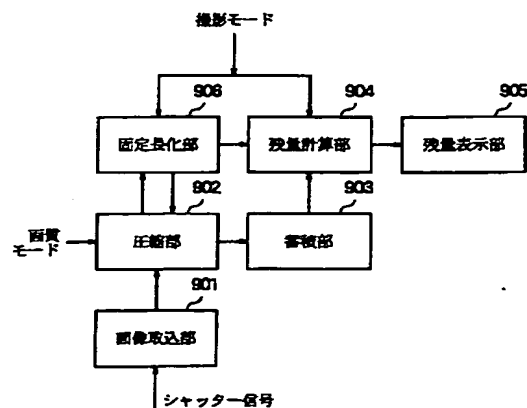 撮影モード
906
904
905
固定長化部
残量計算部
残量表示部
902
903
画質
モード
圧縮部
蓄積部
901
画像取込部
シャッター信号